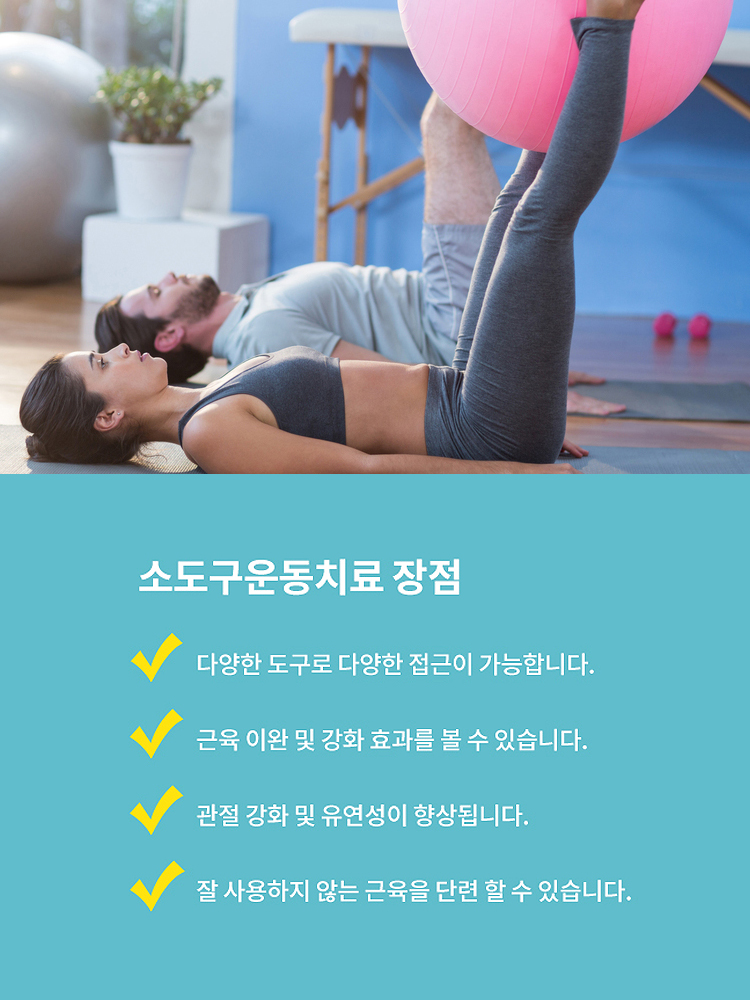 소도구운동치료 장점
다양한 도구로 다양한 접근이 가능합니다.
근육 이완 및 강화 효과를 볼 수 있습니다.
관절 강화 및 유연성이 향상됩니다.
잘 사용하지 않는 근육을 단련 할 수 있습니다.